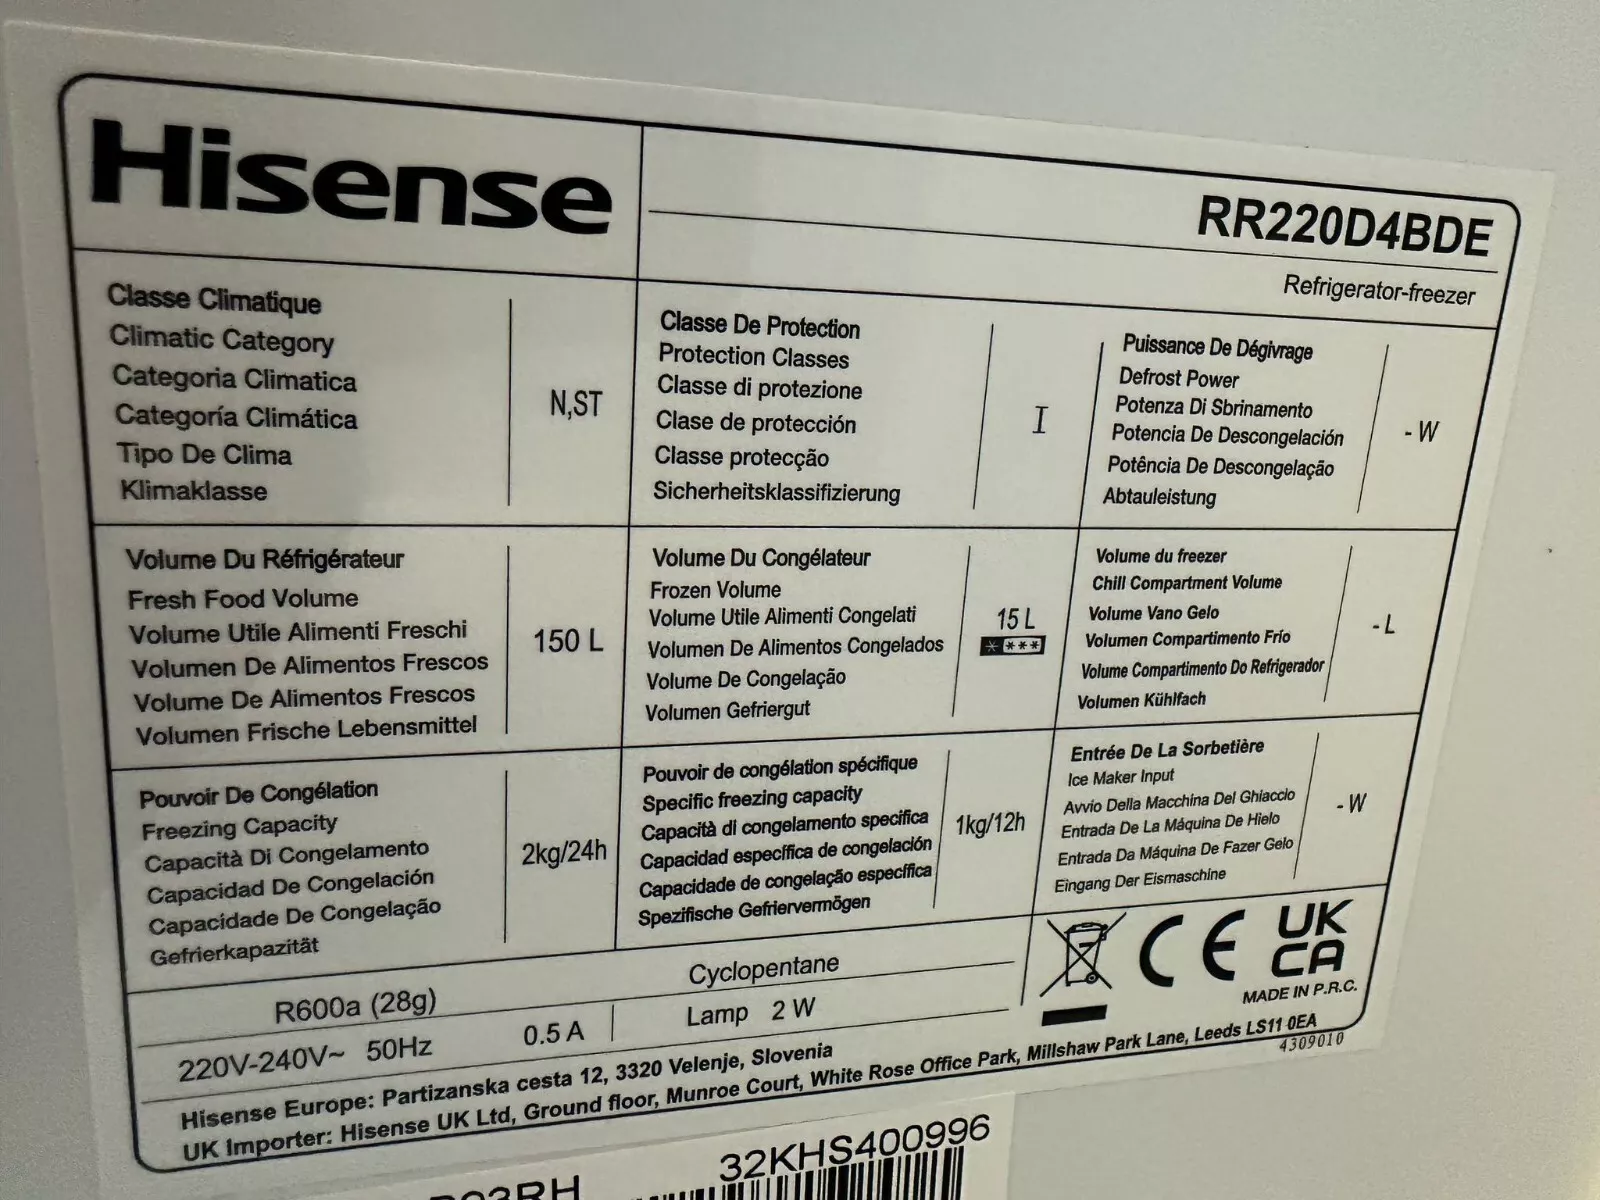 Hisense
RR220D4BDE
Refrigerator-freezer
Classe Climatique
Climatic Category
Categoria Climatica
Categoría Climática
Tipo De Clima
Klimaklasse
N,ST
Classe De Protection
Protection Classes
Classe di protezione
Clase de protección
Classe protecção
Sicherheitsklassifizierung
I
Puissance De Dégivrage
Defrost Power
Potenza Di Sbrinamento
Potencia De Descongelación
Potência De Descongelação
Abtauleistung
- W
Volume Du Réfrigérateur
Fresh Food Volume
Volume Utile Alimenti Freschi
Volumen De Alimentos Frescos
Volume De Alimentos Frescos
Volumen Frische Lebensmittel
150 L
Volume Du Congélateur
Frozen Volume
Volume Utile Alimenti Congelati
Volumen De Alimentos Congelados
Volume De Congelação
Volumen Gefriergut
15 L
* ***
Volume du freezer
Chill Compartment Volume
Volume Vano Gelo
Volumen Compartimento Frío
Volume Compartimento Do Refrigerador
Volumen Kühlfach
- L
Pouvoir De Congélation
Freezing Capacity
Capacità Di Congelamento
Capacidad De Congelación
Capacidade De Congelação
Gefrierkapazität
2kg/24h
Pouvoir de congélation spécifique
Specific freezing capacity
Capacità di congelamento specifica
Capacidad específica de congelación
Capacidade de congelação específica
Spezifische Gefriervermögen
1kg/12h
Entrée De La Sorbetière
Ice Maker Input
Avvio Della Macchina Del Ghiaccio
Entrada De La Máquina De Hielo
Entrada Da Máquina De Fazer Gelo
Eingang Der Eismaschine
- W
R600a (28g)
Cyclopentane
220V-240V~ 50Hz
0.5 A
Lamp 2 W
CE
UK
CA
MADE IN P.R.C.
Hisense Europe: Partizanska cesta 12, 3320 Velenje, Slovenia
UK Importer: Hisense UK Ltd, Ground floor, Munroe Court, White Rose Office Park, Millshaw Park Lane, Leeds LS11 0EA
4309010
32KHS400996